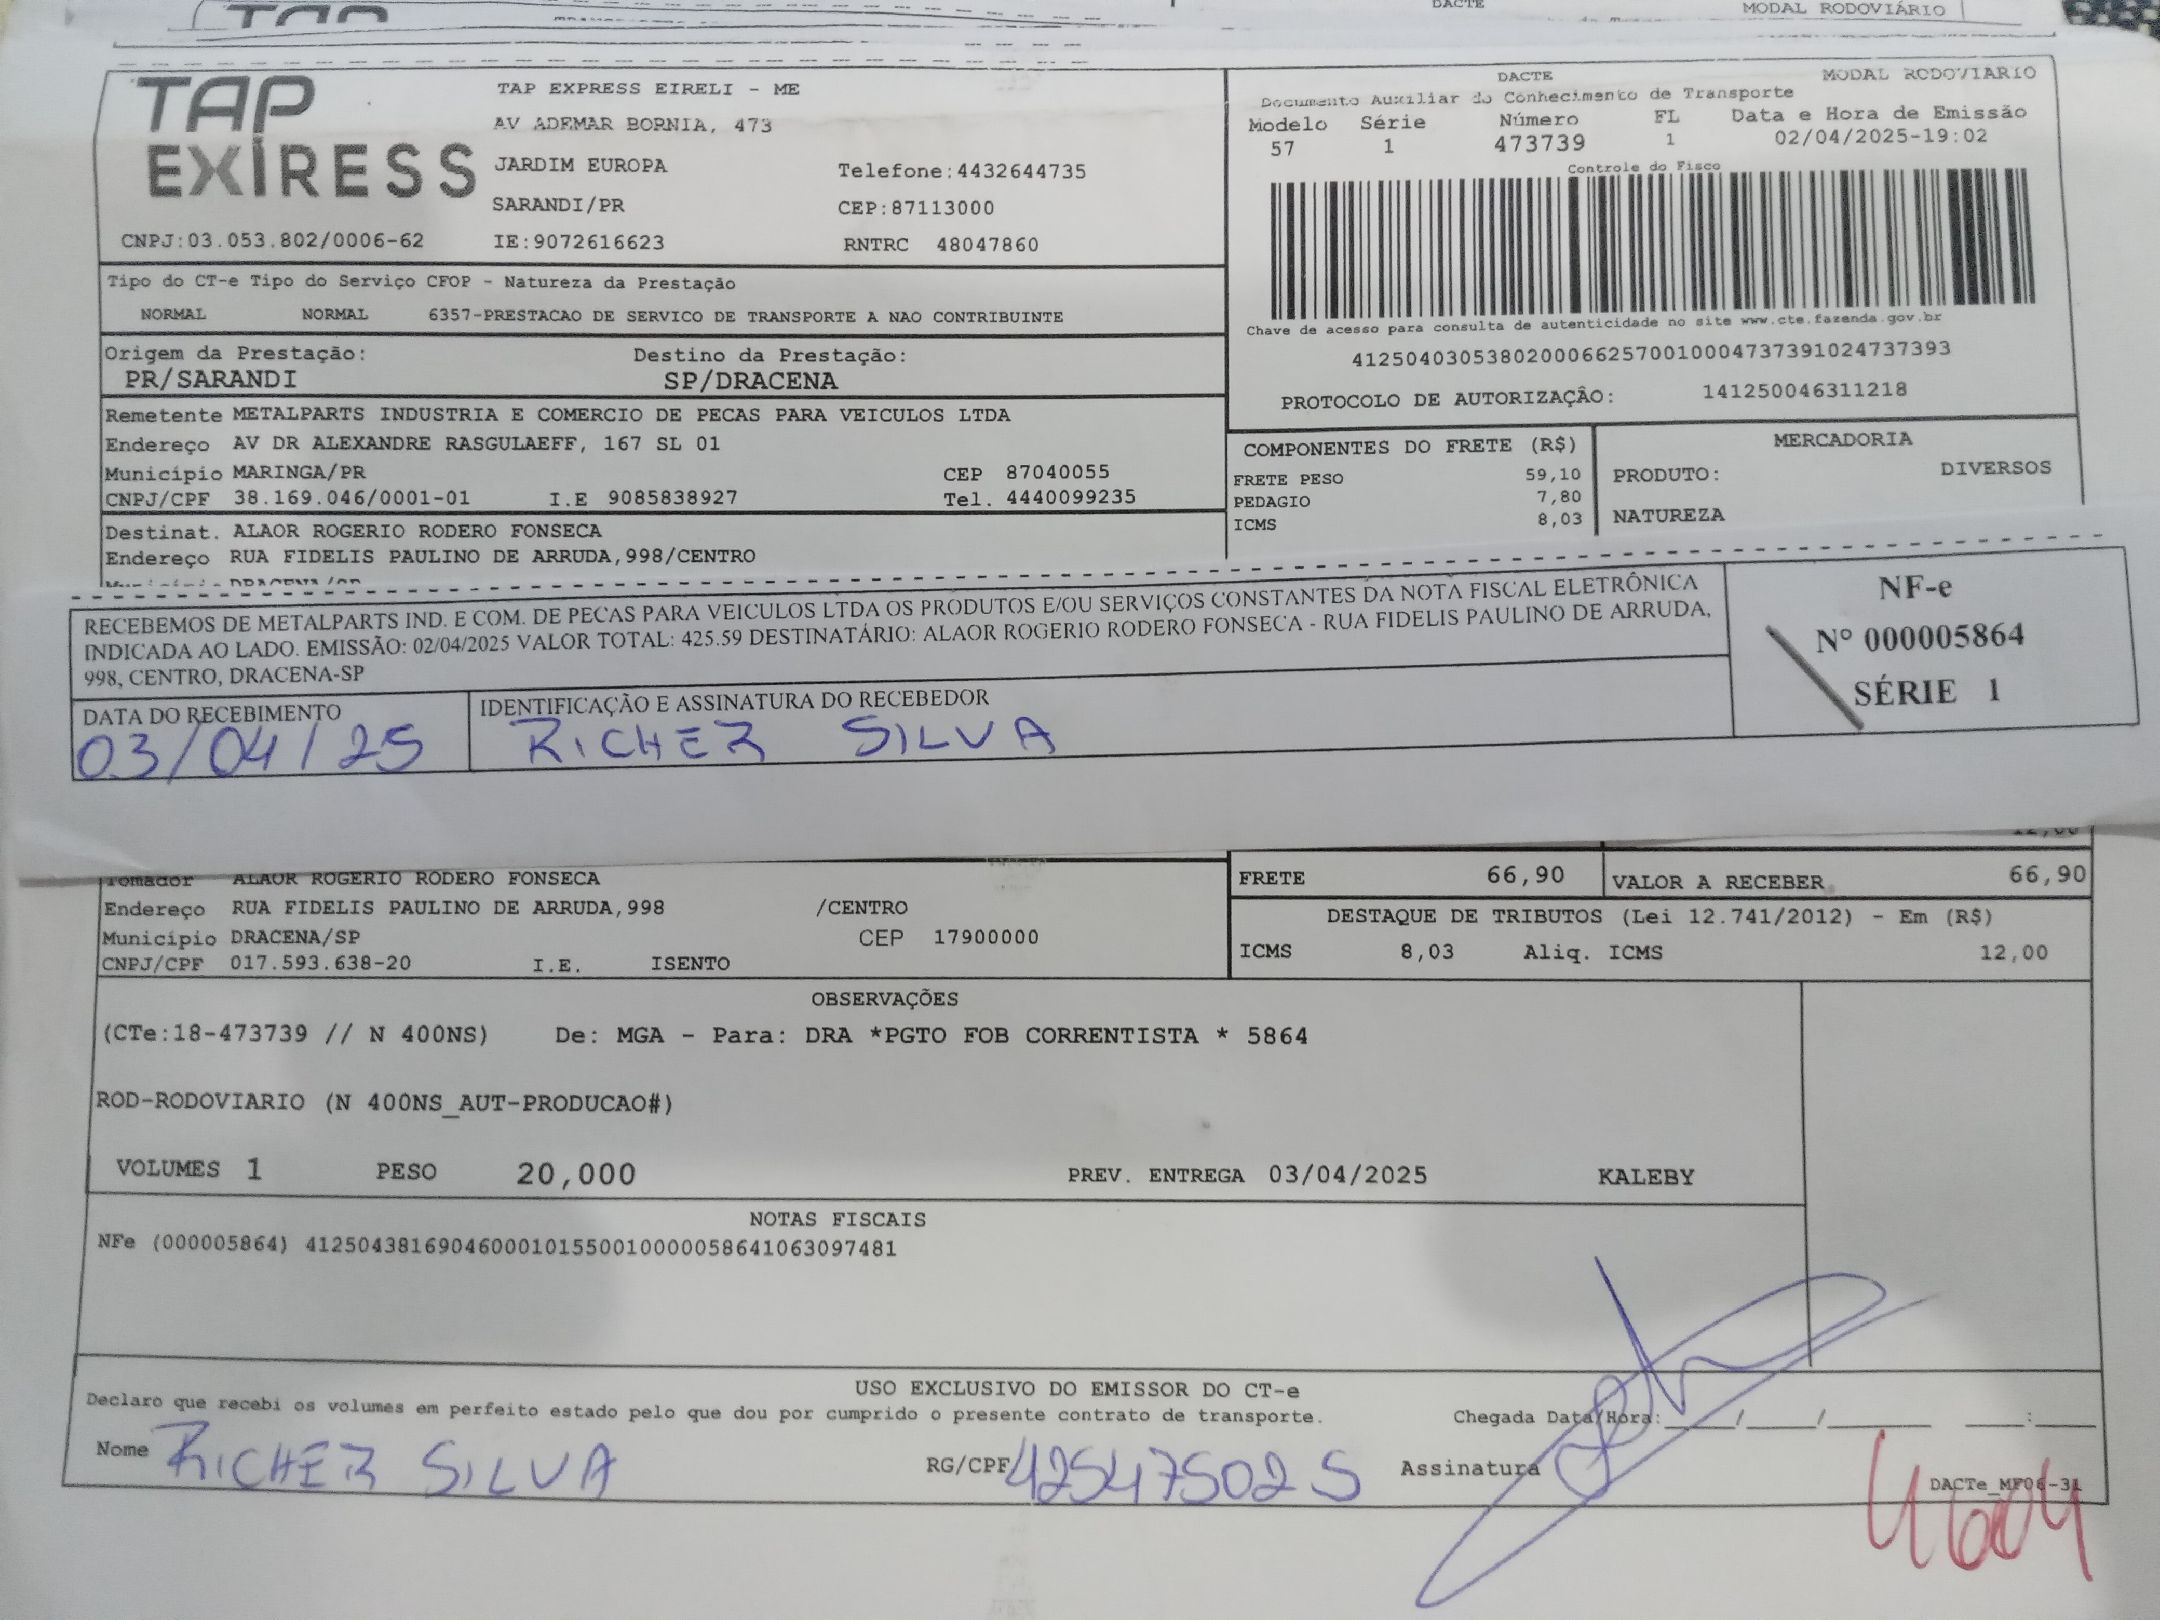 DACTE
MODAL RODOVIÁRIO
TAP
EXPRESS
TAP EXPRESS EIRELI - ME
AV ADEMAR BORNIA, 473
JARDIM EUROPA
Telefone:4432644735
SARANDI/PR
CEP:87113000
CNPJ:03.053.802/0006-62
IE:9072616623
RNTRC 48047860
DACTE
MODAL RODOVIARIO
Documento Auxiliar do Conhecimento de Transporte
Modelo Série Número FL Data e Hora de Emissão
57 1 473739 1 02/04/2025-19:02
Controle do Fisco
Chave de acesso para consulta de autenticidade no site www.cte.fazenda.gov.br
41250403053802000662570010004737391024737393
PROTOCOLO DE AUTORIZAÇÂO: 141250046311218
Tipo do CT-e Tipo do Serviço CFOP - Natureza da Prestação
NORMAL NORMAL 6357-PRESTACAO DE SERVICO DE TRANSPORTE A NAO CONTRIBUINTE
Origem da Prestação: Destino da Prestação:
PR/SARANDI SP/DRACENA
Remetente METALPARTS INDUSTRIA E COMERCIO DE PECAS PARA VEICULOS LTDA
Endereço AV DR ALEXANDRE RASGULAEFF, 167 SL 01
Município MARINGA/PR CEP 87040055
CNPJ/CPF 38.169.046/0001-01 I.E 9085838927 Tel. 4440099235
Destinat. ALAOR ROGERIO RODERO FONSECA
Endereço RUA FIDELIS PAULINO DE ARRUDA,998/CENTRO
COMPONENTES DO FRETE (R$)
FRETE PESO 59,10
PEDAGIO 7,80
ICMS 8,03
MERCADORIA
PRODUTO: DIVERSOS
NATUREZA
RECEBEMOS DE METALPARTS IND. E COM. DE PECAS PARA VEICULOS LTDA OS PRODUTOS E/OU SERVIÇOS CONSTANTES DA NOTA FISCAL ELETRÔNICA
INDICADA AO LADO. EMISSÃO: 02/04/2025 VALOR TOTAL: 425.59 DESTINATÁRIO: ALAOR ROGERIO RODERO FONSECA - RUA FIDELIS PAULINO DE ARRUDA,
998, CENTRO, DRACENA-SP
NF-e
Nº 000005864
SÉRIE 1
DATA DO RECEBIMENTO
03/04/25
IDENTIFICAÇÃO E ASSINATURA DO RECEBEDOR
RICHER SILVA
12,00
Tomador ALAOR ROGERIO RODERO FONSECA
Endereço RUA FIDELIS PAULINO DE ARRUDA,998 /CENTRO
Município DRACENA/SP CEP 17900000
CNPJ/CPF 017.593.638-20 I.E. ISENTO
FRETE 66,90 VALOR A RECEBER 66,90
DESTAQUE DE TRIBUTOS (Lei 12.741/2012) - Em (R$)
ICMS 8,03 Aliq. ICMS 12,00
OBSERVAÇÕES
(CTe:18-473739 // N 400NS) De: MGA - Para: DRA *PGTO FOB CORRENTISTA * 5864
ROD-RODOVIARIO (N 400NS_AUT-PRODUCAO#)
VOLUMES 1 PESO 20,000 PREV. ENTREGA 03/04/2025 KALEBY
NOTAS FISCAIS
NFe (000005864) 41250438169046000101550010000058641063097481
USO EXCLUSIVO DO EMISSOR DO CT-e
Declaro que recebi os volumes em perfeito estado pelo que dou por cumprido o presente contrato de transporte.
Chegada Data/Hora:____/____/______ ___:___
Nome RICHER SILVA RG/CPF 425475025 Assinatura
DACTe_MF06-31
4604